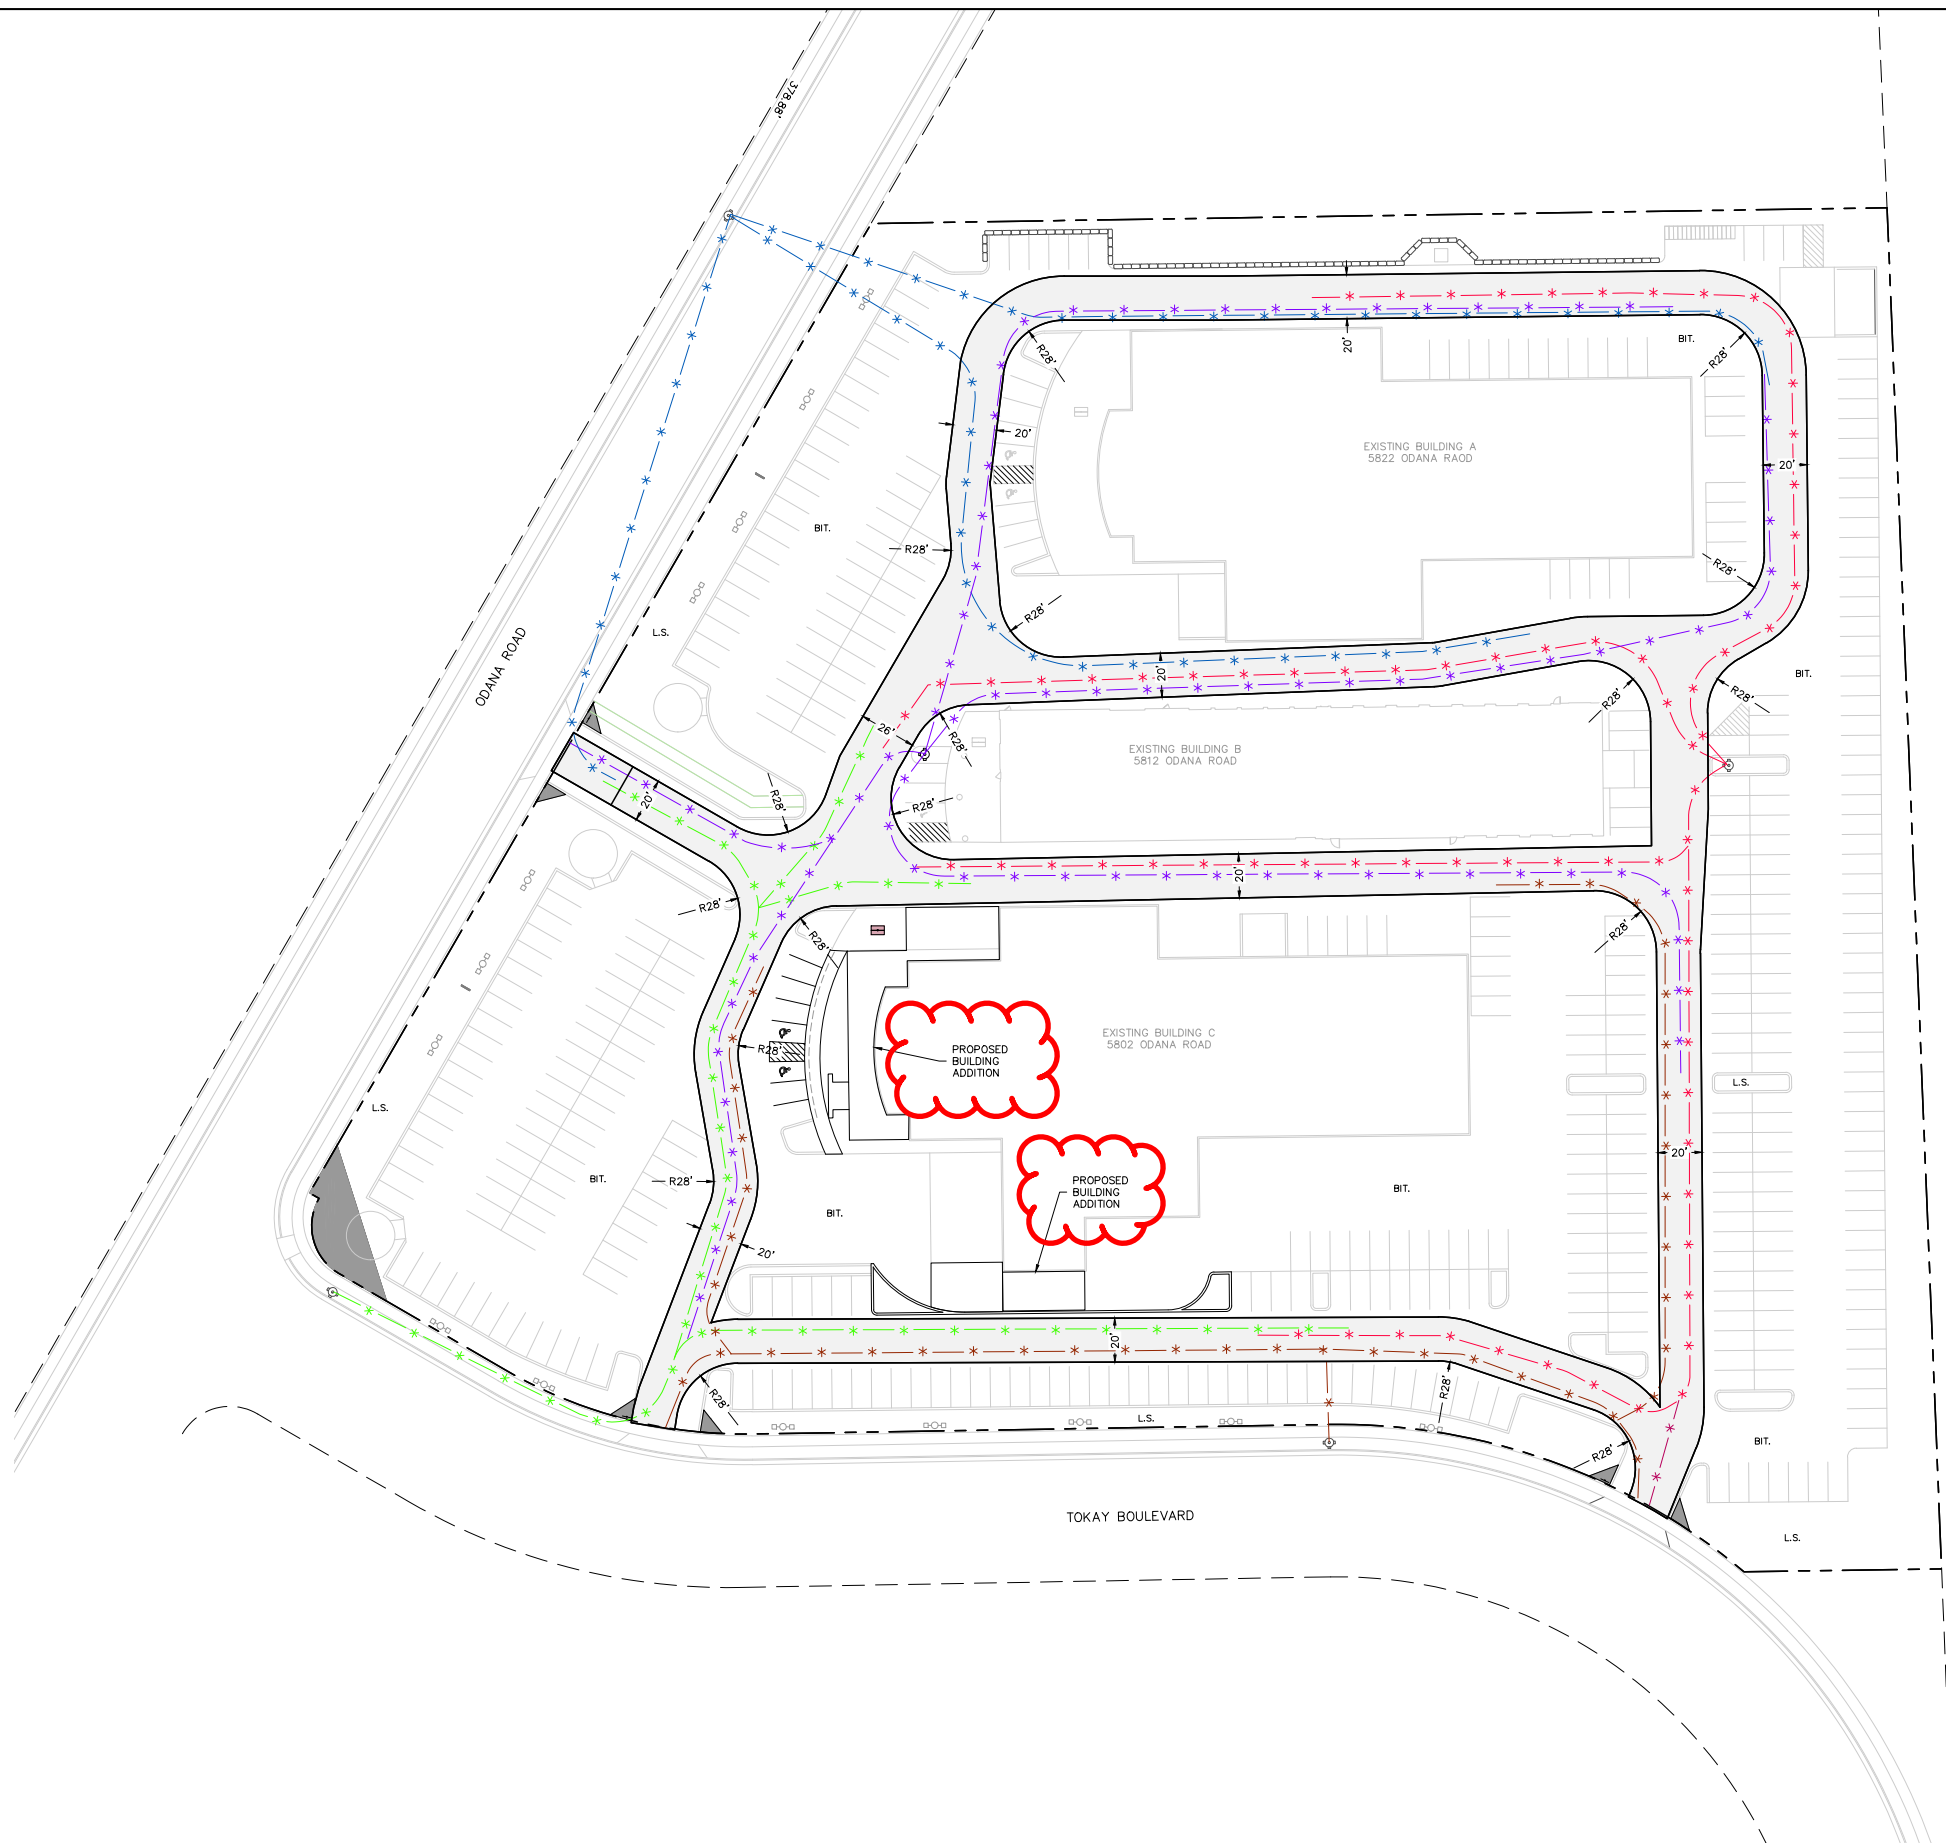 378.88'
BIT.
20'
R28'
R28'
EXISTING BUILDING A
5822 ODANA RAOD
20'
20'
BIT.
R28'
R28'
R28'
ODANA ROAD
L.S.
20'
BIT.
R28'
R28'
26'
R28'
EXISTING BUILDING B
5812 ODANA ROAD
20'
R28'
R28'
20'
R28'
R28'
R28'
EXISTING BUILDING C
5802 ODANA ROAD
PROPOSED
BUILDING
ADDITION
R28'
L.S.
L.S.
20'
BIT.
R28'
PROPOSED
BUILDING
ADDITION
BIT.
BIT.
20'
20'
R28'
R28'
L.S.
R28'
BIT.
TOKAY BOULEVARD
L.S.